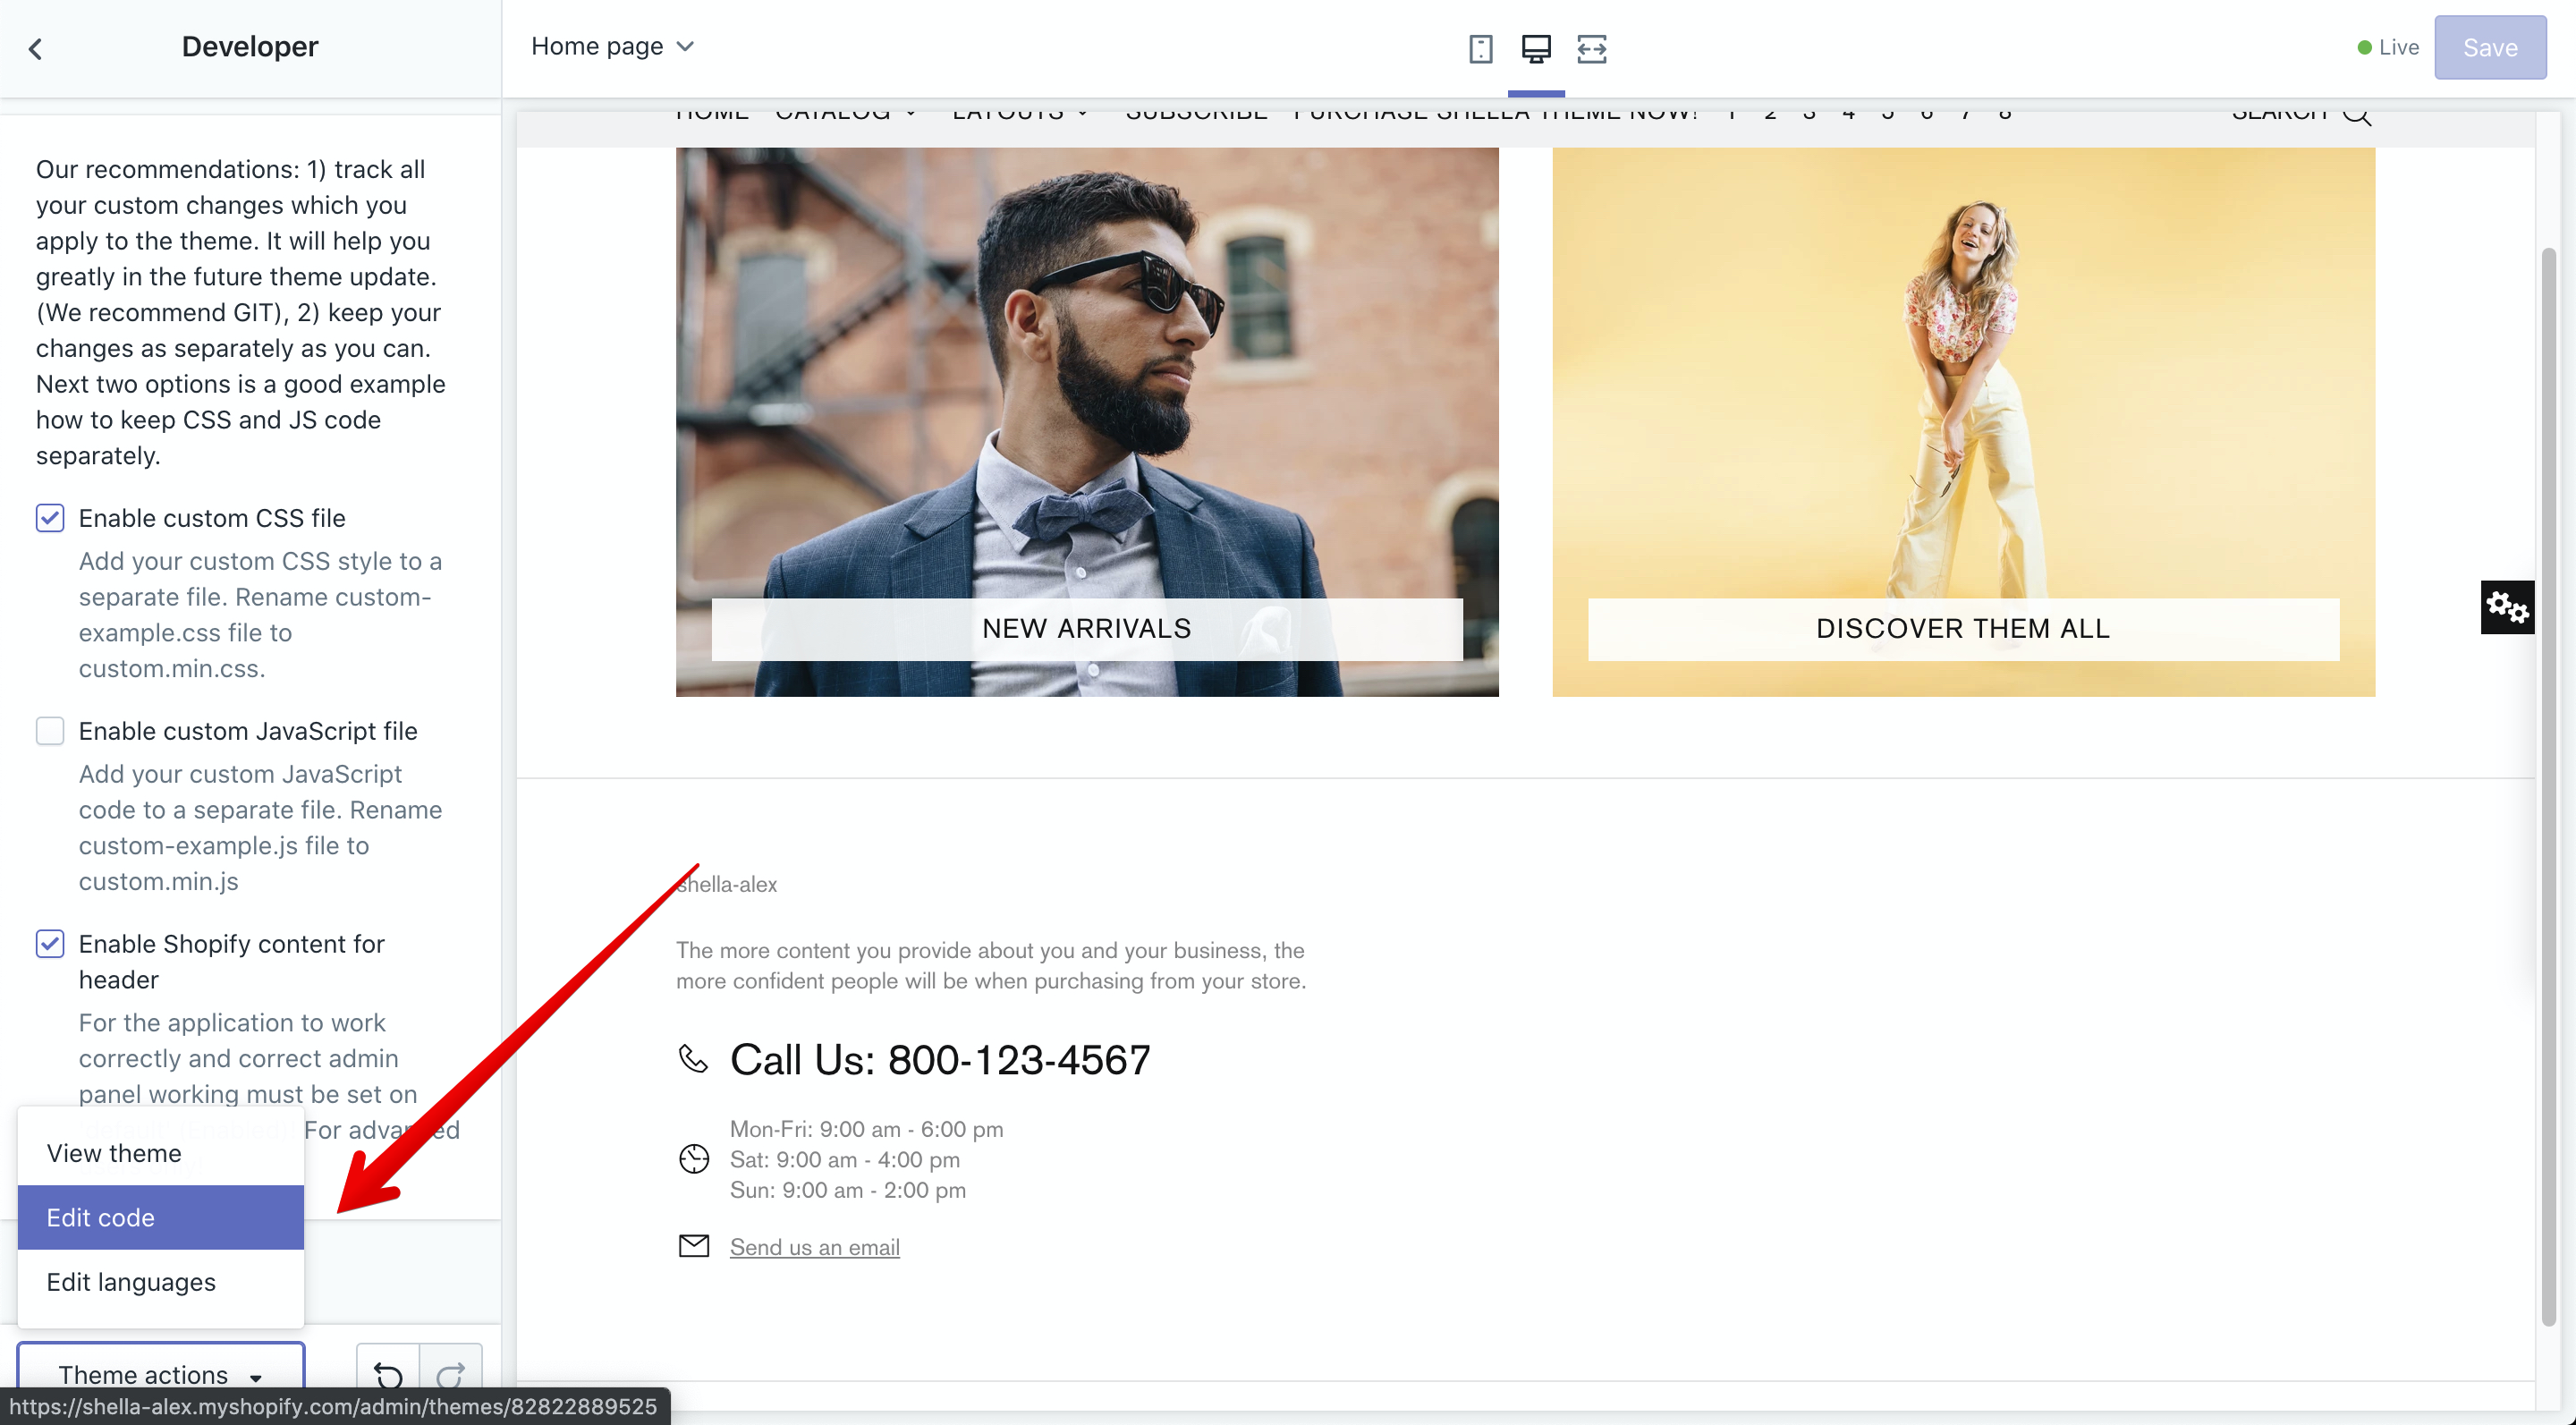 Developer
Home page
Live
Save
Our recommendations: 1) track all
your custom changes which you
apply to the theme. It will help you
greatly in the future theme update.
(We recommend GIT), 2) keep your
changes as separately as you can.
Next two options is a good example
how to keep CSS and JS code
separately.
Enable custom CSS file
Add your custom CSS style to a
separate file. Rename custom-
example.css file to
custom.min.css.
Enable custom JavaScript file
Add your custom JavaScript
code to a separate file. Rename
custom-example.js file to
custom.min.js
Enable Shopify content for
header
For the application to work
correctly and correct admin
panel working must be set on
For advanced
View theme
Edit code
Edit languages
Theme actions
https://shella-alex.myshopify.com/admin/themes/82822889525
HOME CATALOG LAYOUTS SUBSCRIBE PURCHASE SHELLA THEME NOW! 1 2 3 4 5 6 7 8 SEARCH
NEW ARRIVALS
DISCOVER THEM ALL
shella-alex
The more content you provide about you and your business, the
more confident people will be when purchasing from your store.
Call Us: 800-123-4567
Mon-Fri: 9:00 am - 6:00 pm
Sat: 9:00 am - 4:00 pm
Sun: 9:00 am - 2:00 pm
Send us an email